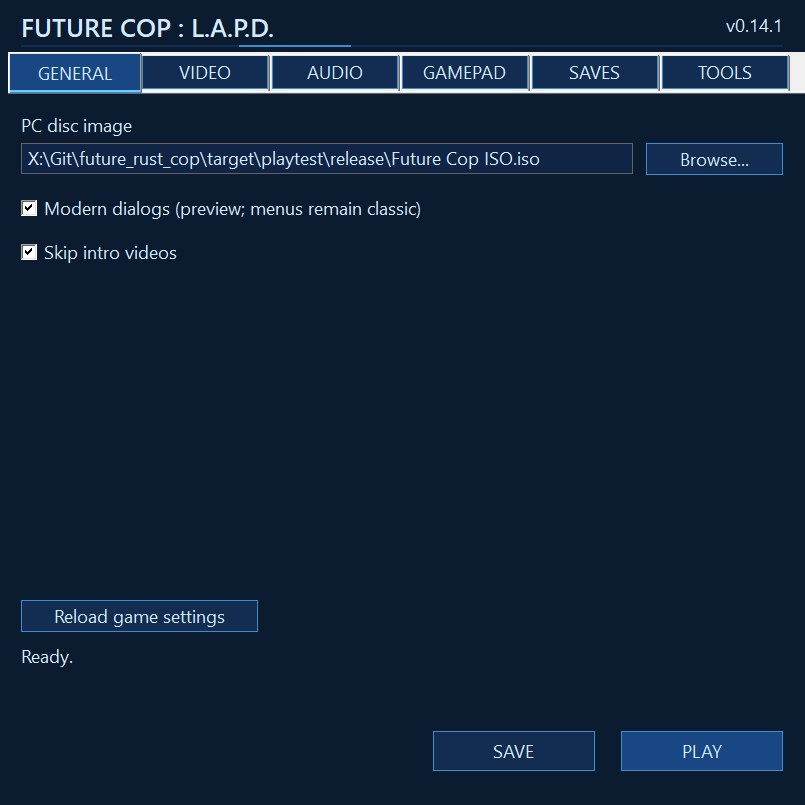 FUTURE COP : L.A.P.D.
v0.14.1
GENERAL VIDEO AUDIO GAMEPAD SAVES TOOLS
PC disc image
X:\Git\future_rust_cop\target\playtest\release\Future Cop ISO.iso Browse...
Modern dialogs (preview; menus remain classic)
Skip intro videos
Reload game settings
Ready.
SAVE PLAY